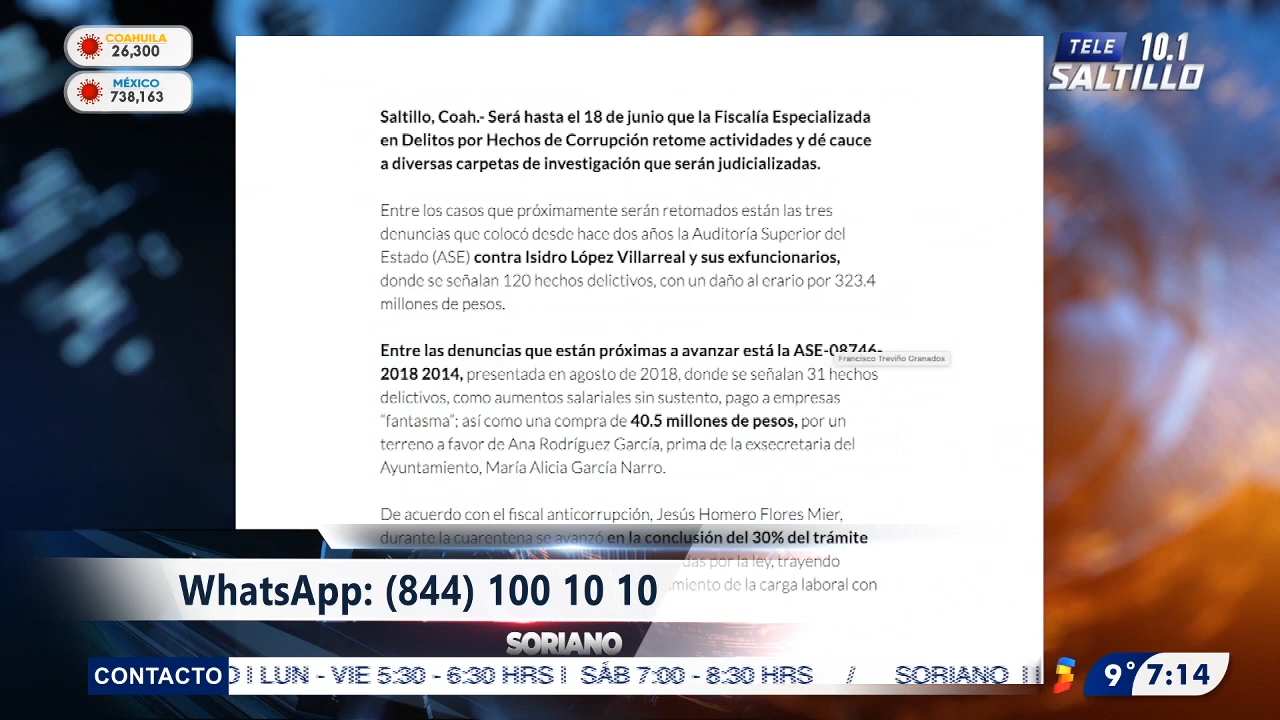 COAHUILA
26,300
MÉXICO
738,163
TELE 10.1
SALTILLO
Saltillo, Coah.- Será hasta el 18 de junio que la Fiscalía Especializada
en Delitos por Hechos de Corrupción retome actividades y dé cauce
a diversas carpetas de investigación que serán judicializadas.
Entre los casos que próximamente serán retomados están las tres
denuncias que colocó desde hace dos años la Auditoría Superior del
Estado (ASE) contra Isidro López Villarreal y sus exfuncionarios,
donde se señalan 120 hechos delictivos, con un daño al erario por 323.4
millones de pesos.
Entre las denuncias que están próximas a avanzar está la ASE-08746-
Francisco Treviño Granados
2018 2014, presentada en agosto de 2018, donde se señalan 31 hechos
delictivos, como aumentos salariales sin sustento, pago a empresas
“fantasma”; así como una compra de 40.5 millones de pesos, por un
terreno a favor de Ana Rodríguez García, prima de la exsecretaria del
Ayuntamiento, María Alicia García Narro.
De acuerdo con el fiscal anticorrupción, Jesús Homero Flores Mier,
durante la cuarentena se avanzó en la conclusión del 30% del trámite
das por la ley, trayendo
miento de la carga laboral con
WhatsApp: (844) 100 10 10
SORIANO
CONTACTO
| LUN - VIE 5:30 - 6:30 HRS | SÁB 7:00 - 8:30 HRS / SORIANO
9° 7:14